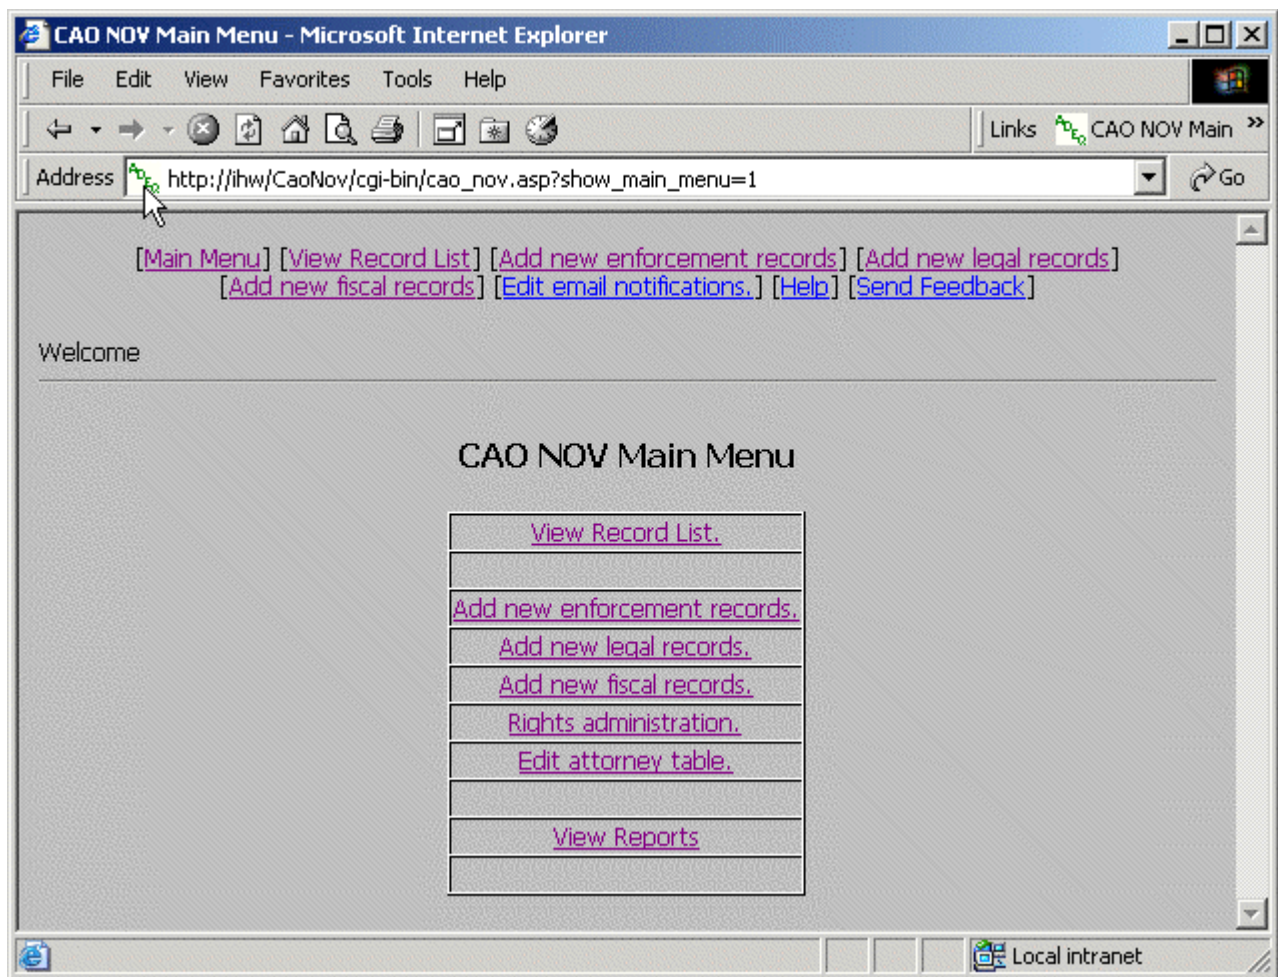 CAO NOV Main Menu - Microsoft Internet Explorer
File Edit View Favorites Tools Help
Links ADEQ CAO NOV Main »
Address ADEQ http://ihw/CaoNov/cgi-bin/cao_nov.asp?show_main_menu=1 Go
[Main Menu] [View Record List] [Add new enforcement records] [Add new legal records]
[Add new fiscal records] [Edit email notifications.] [Help] [Send Feedback]
Welcome
CAO NOV Main Menu
View Record List.
Add new enforcement records.
Add new legal records.
Add new fiscal records.
Rights administration.
Edit attorney table.
View Reports
Local intranet